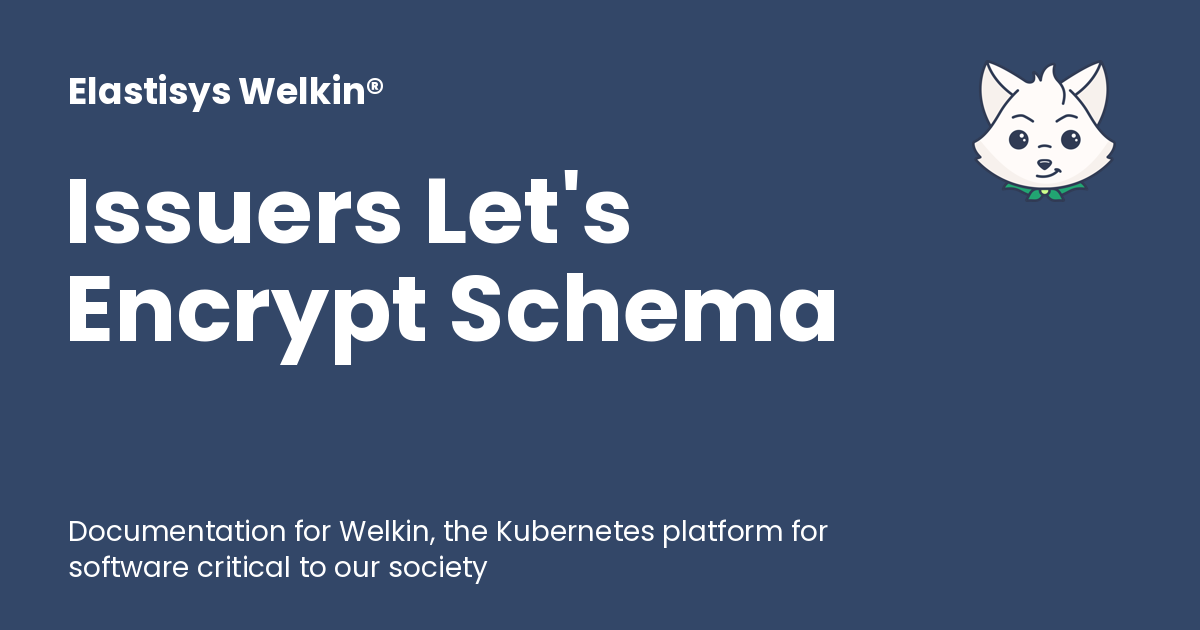 Elastisys Welkin®
Issuers Let's
Encrypt Schema
Documentation for Welkin, the Kubernetes platform for
software critical to our society